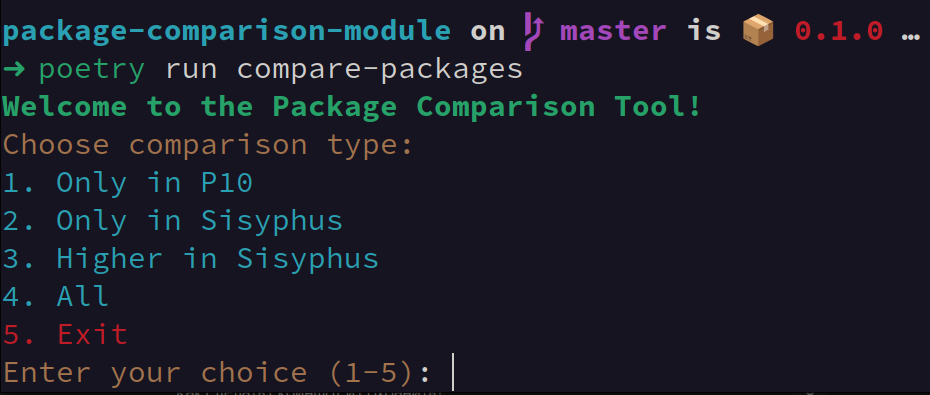 package-comparison-module on master is 📦 0.1.0 …
➜ poetry run compare-packages
Welcome to the Package Comparison Tool!
Choose comparison type:
1. Only in P10
2. Only in Sisyphus
3. Higher in Sisyphus
4. All
5. Exit
Enter your choice (1-5):